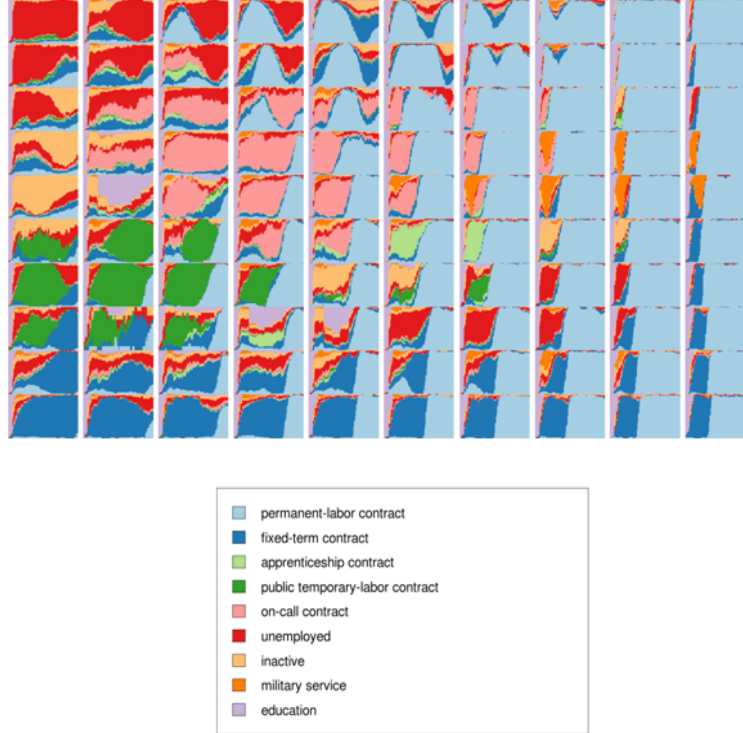 permanent-labor contract
fixed-term contract
apprenticeship contract
public temporary-labor contract
on-call contract
unemployed
inactive
military service
education